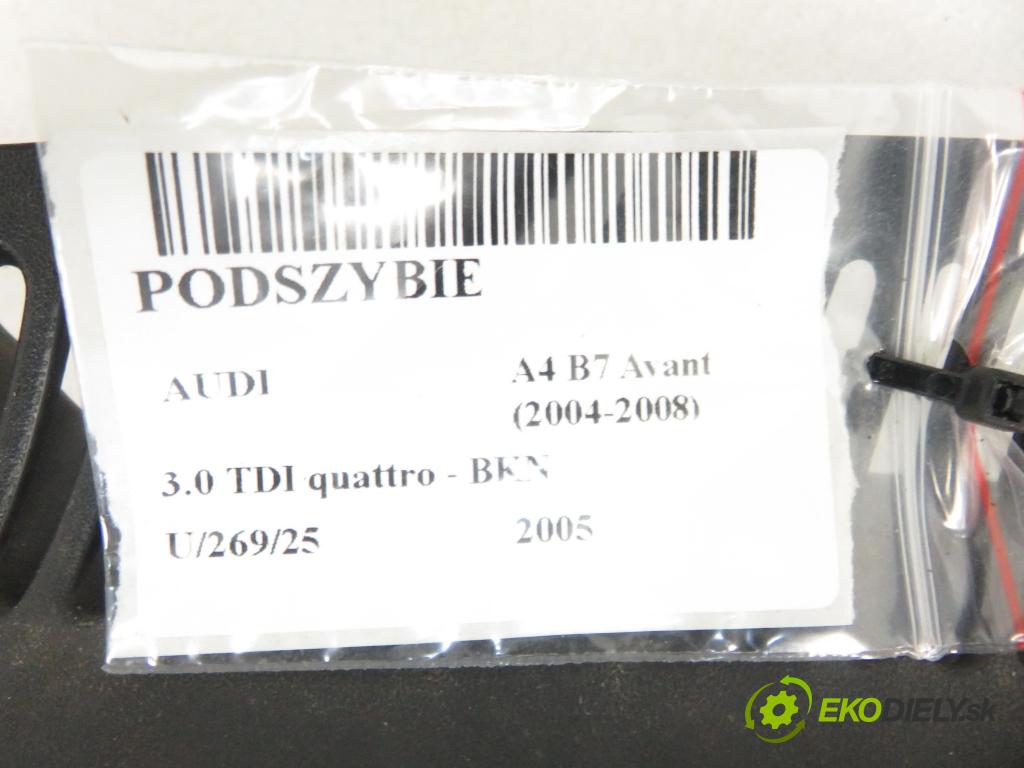 PODSZYBIE
AUDI
A4 B7 Avant
(2004-2008)
3.0 TDI quattro - BKN
U/269/25
2005
EKODIELY.sk